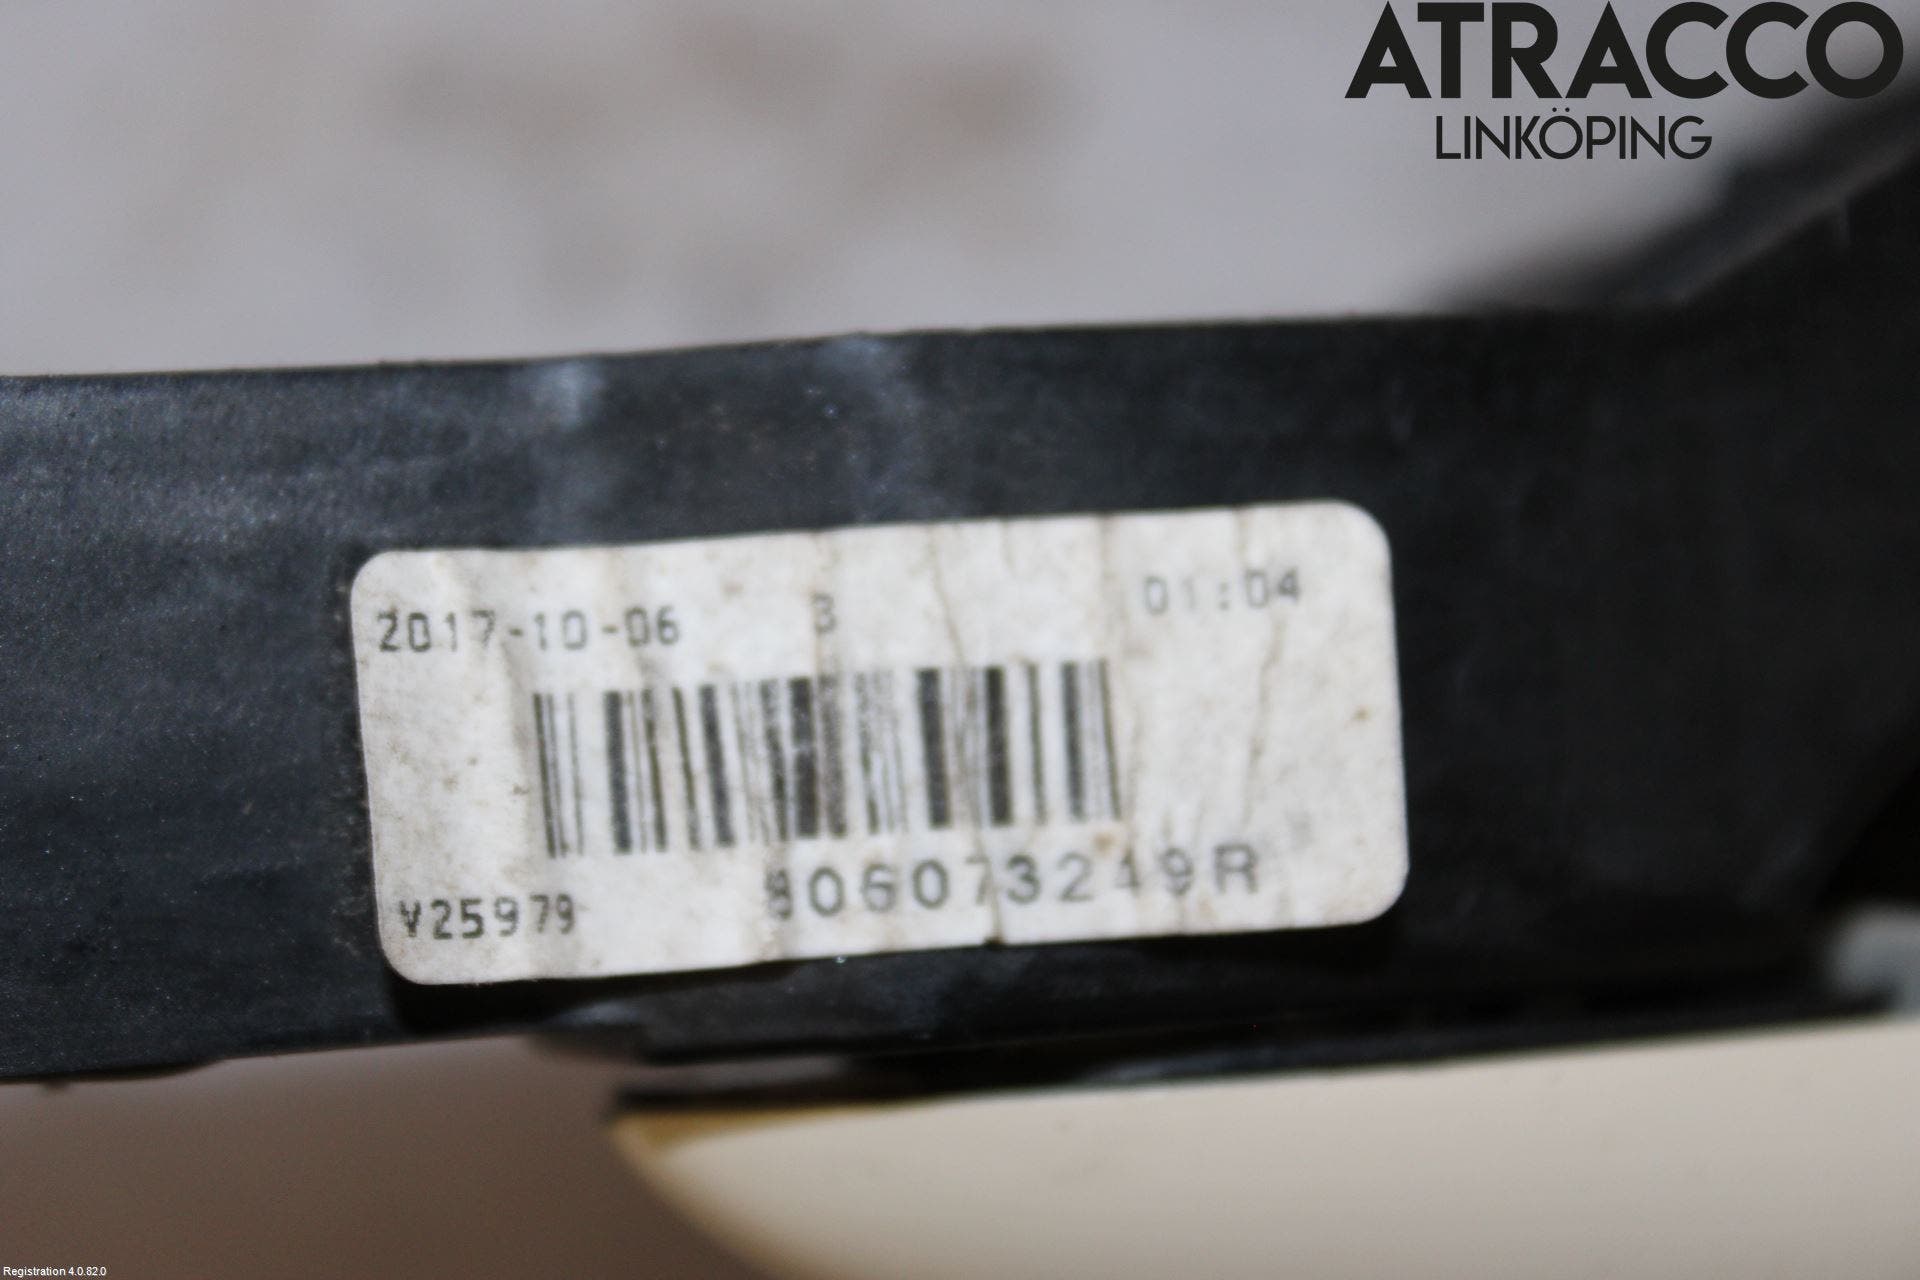 ATRACCO
LINKÖPING
2017-10-06 3 01:04
V25979 806073249R
Registration 4.0.82.0